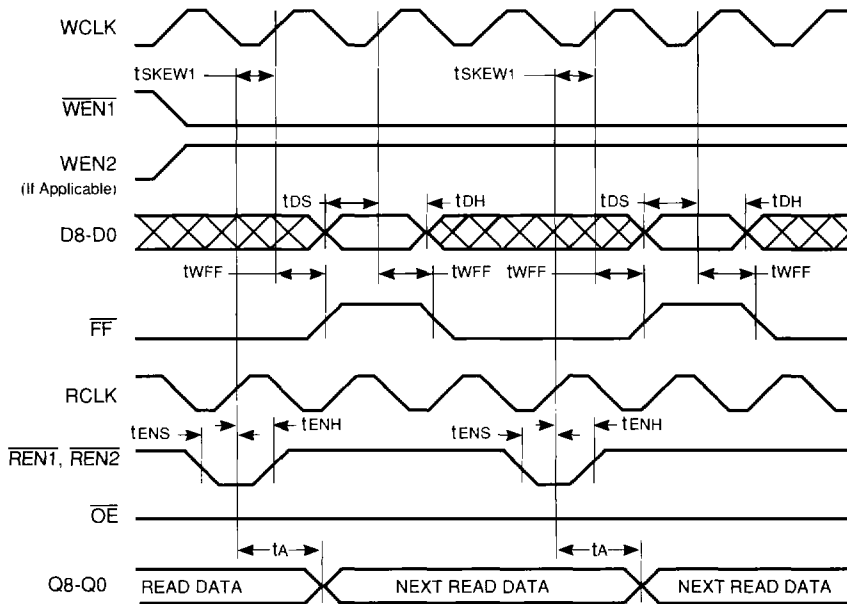 WCLK
tSKEW1 tSKEW1
WEN1
WEN2
(If Applicable)
tDS tDH tDS tDH
D8-D0
tWFF tWFF tWFF tWFF
FF
RCLK
tENS tENH tENS tENH
REN1, REN2
OE
tA tA
Q8-Q0 READ DATA NEXT READ DATA NEXT READ DATA